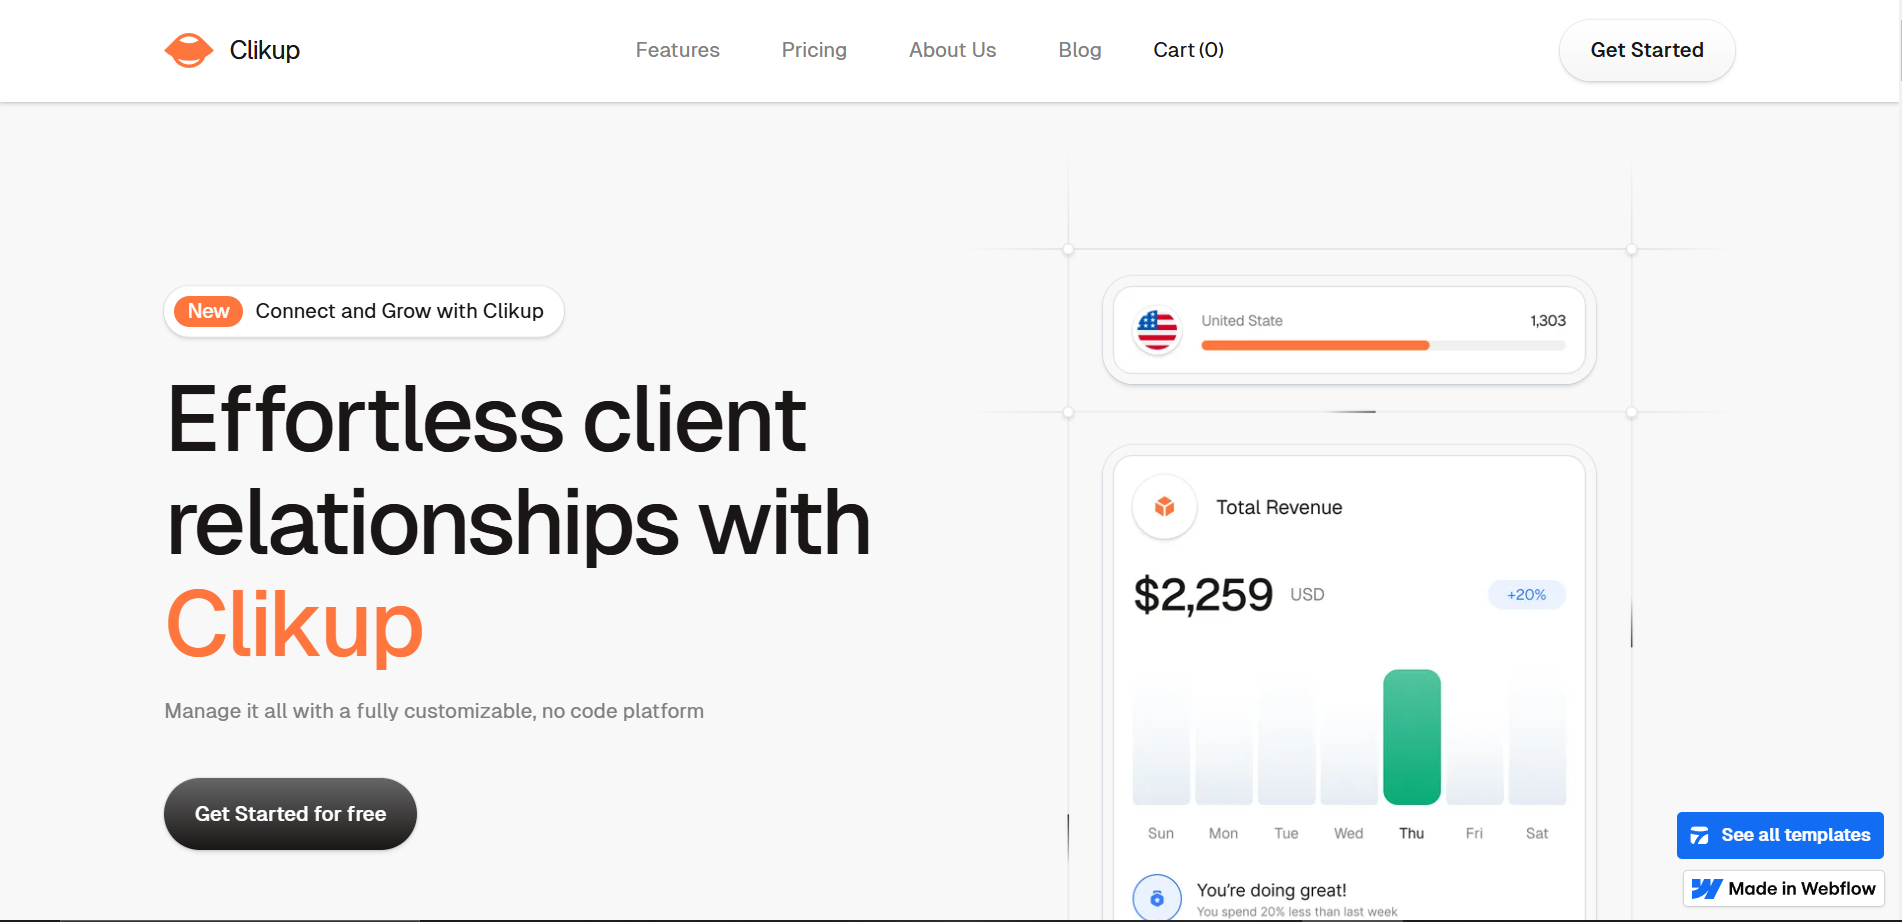 Clikup
Features
Pricing
About Us
Blog
Cart (0)
Get Started
New Connect and Grow with Clikup
Effortless client
relationships with
Clikup
Manage it all with a fully customizable, no code platform
Get Started for free
United State 1,303
Total Revenue
$2,259 USD +20%
Sun Mon Tue Wed Thu Fri Sat
You're doing great!
You spend 20% less than last week
See all templates
Made in Webflow